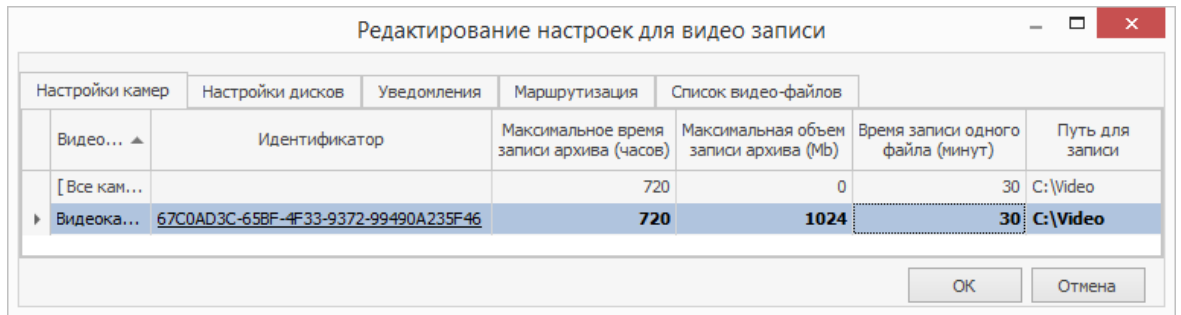 Редактирование настроек для видео записи
Настройки камер Настройки дисков Уведомления Маршрутизация Список видео-файлов
Видео... Идентификатор Максимальное время записи архива (часов) Максимальная объем записи архива (Mb) Время записи одного файла (минут) Путь для записи
[Все кам... 720 0 30 C:\Video
Видеока... 67C0AD3C-65BF-4F33-9372-99490A235F46 720 1024 30 C:\Video
ОК Отмена